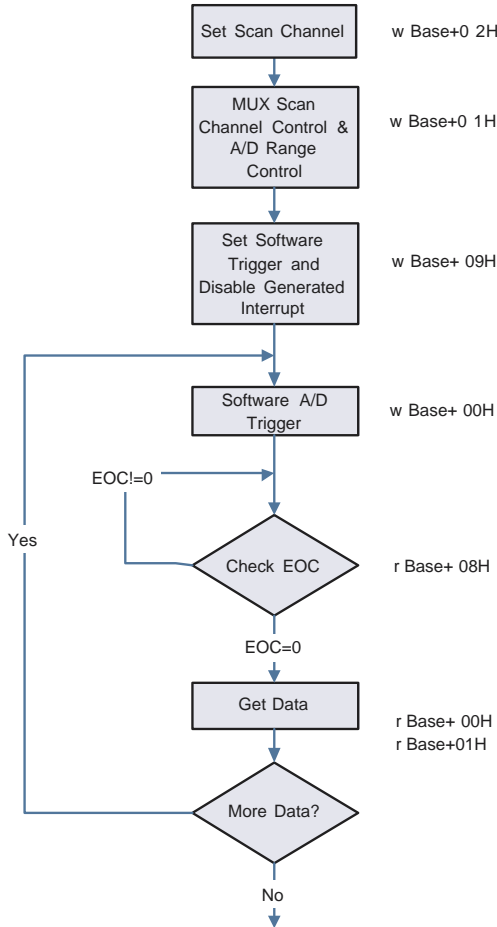 Set Scan Channel
w Base+0 2H
MUX Scan
Channel Control &
A/D Range
Control
w Base+0 1H
Set Software
Trigger and
Disable Generated
Interrupt
w Base+ 09H
Software A/D
Trigger
w Base+ 00H
EOC!=0
Yes
Check EOC
r Base+ 08H
EOC=0
Get Data
r Base+ 00H
r Base+01H
More Data?
No